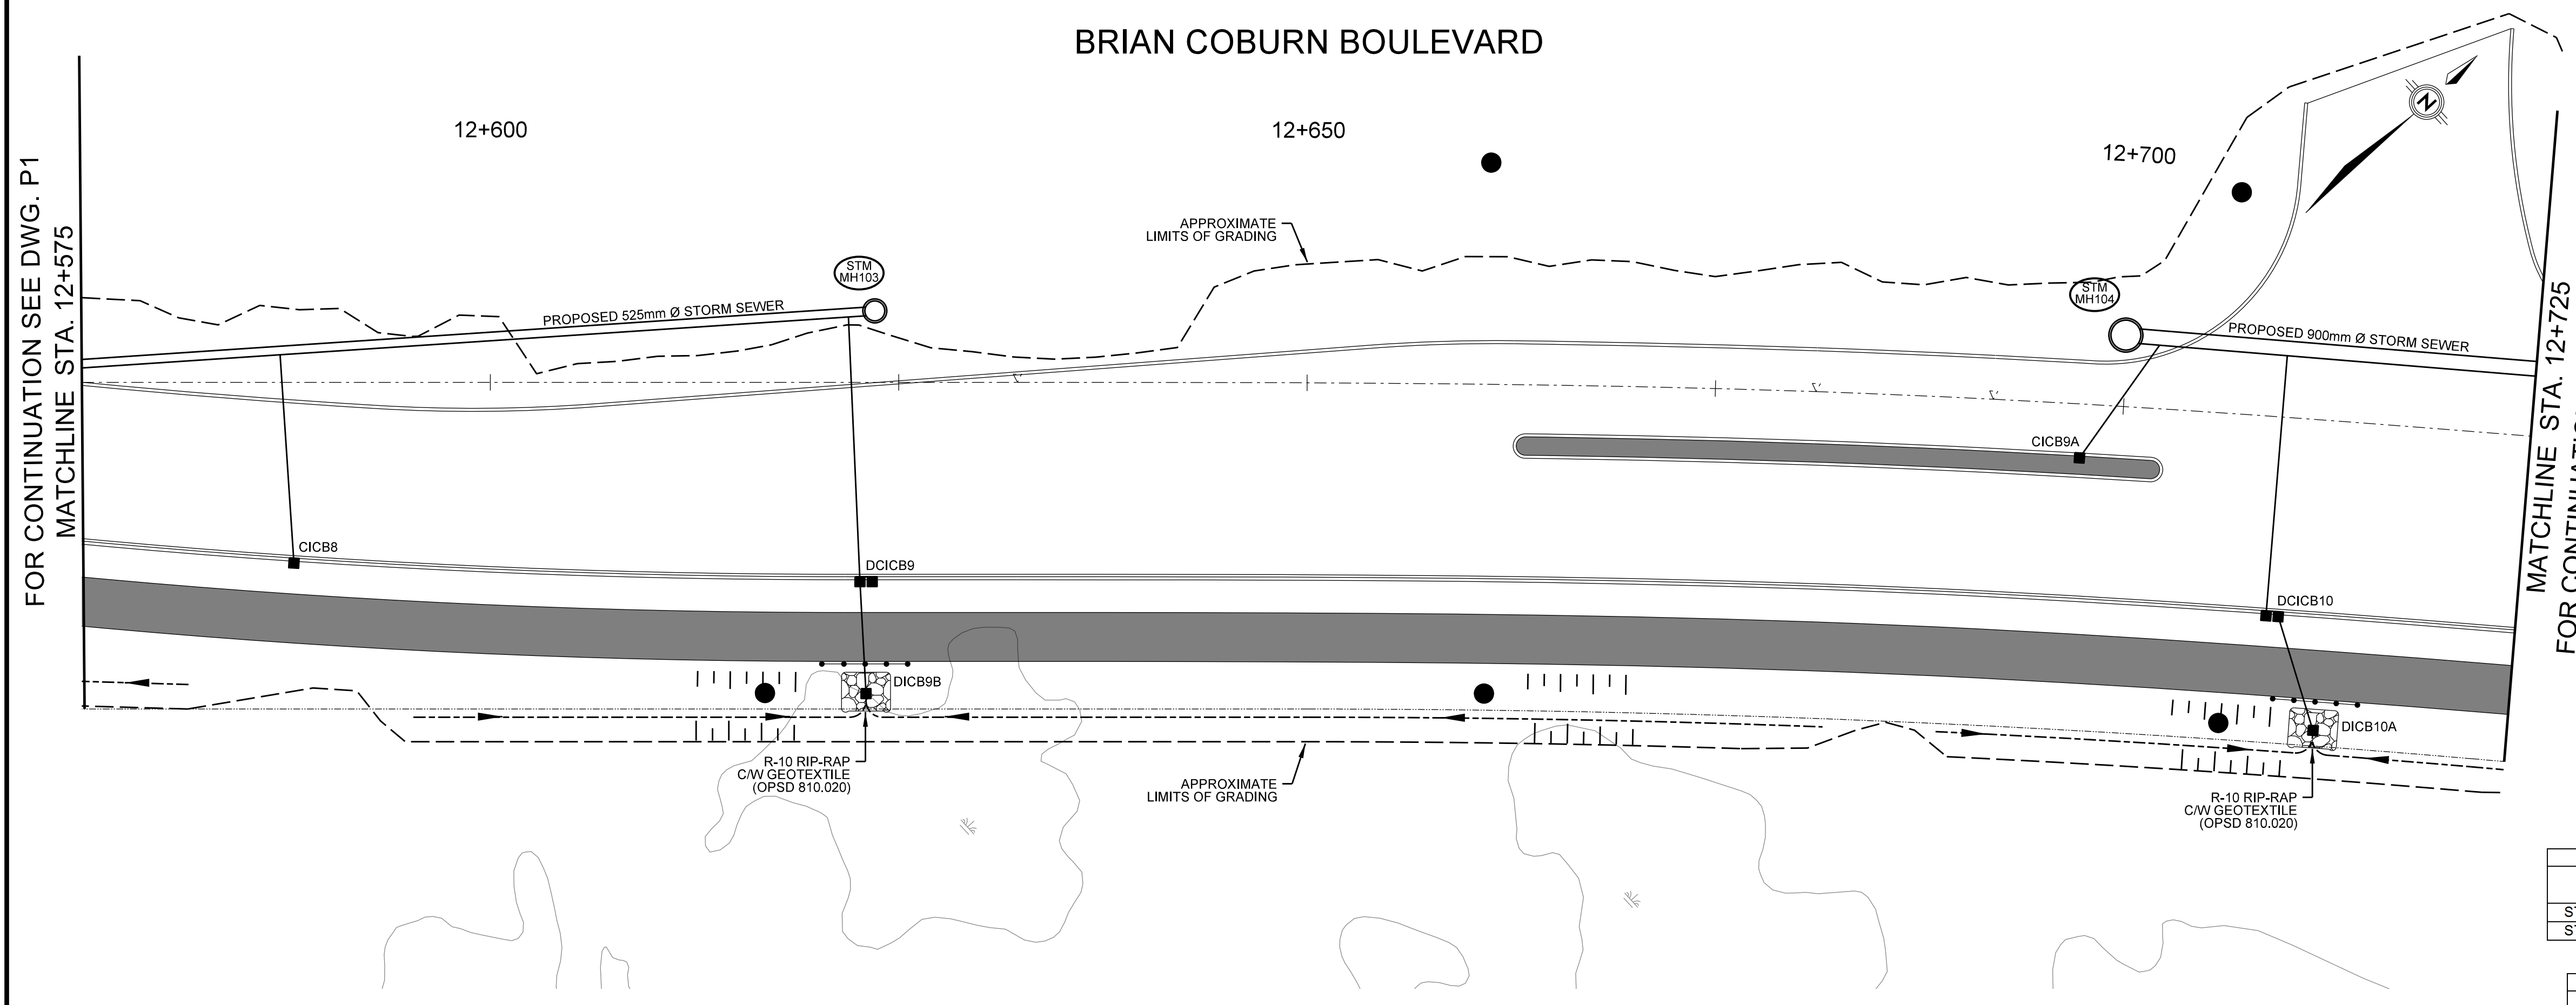 BRIAN COBURN BOULEVARD
12+600
12+650
12+700
N
FOR CONTINUATION SEE DWG. P1
MATCHLINE STA. 12+575
APPROXIMATE
LIMITS OF GRADING
STM
MH103
PROPOSED 525mm Ø STORM SEWER
STM
MH104
PROPOSED 900mm Ø STORM SEWER
MATCHLINE STA. 12+725
CICB9A
CICB8
DCICB9
DCICB10
DICB9B
DICB10A
R-10 RIP-RAP
C/W GEOTEXTILE
(OPSD 810.020)
APPROXIMATE
LIMITS OF GRADING
R-10 RIP-RAP
C/W GEOTEXTILE
(OPSD 810.020)